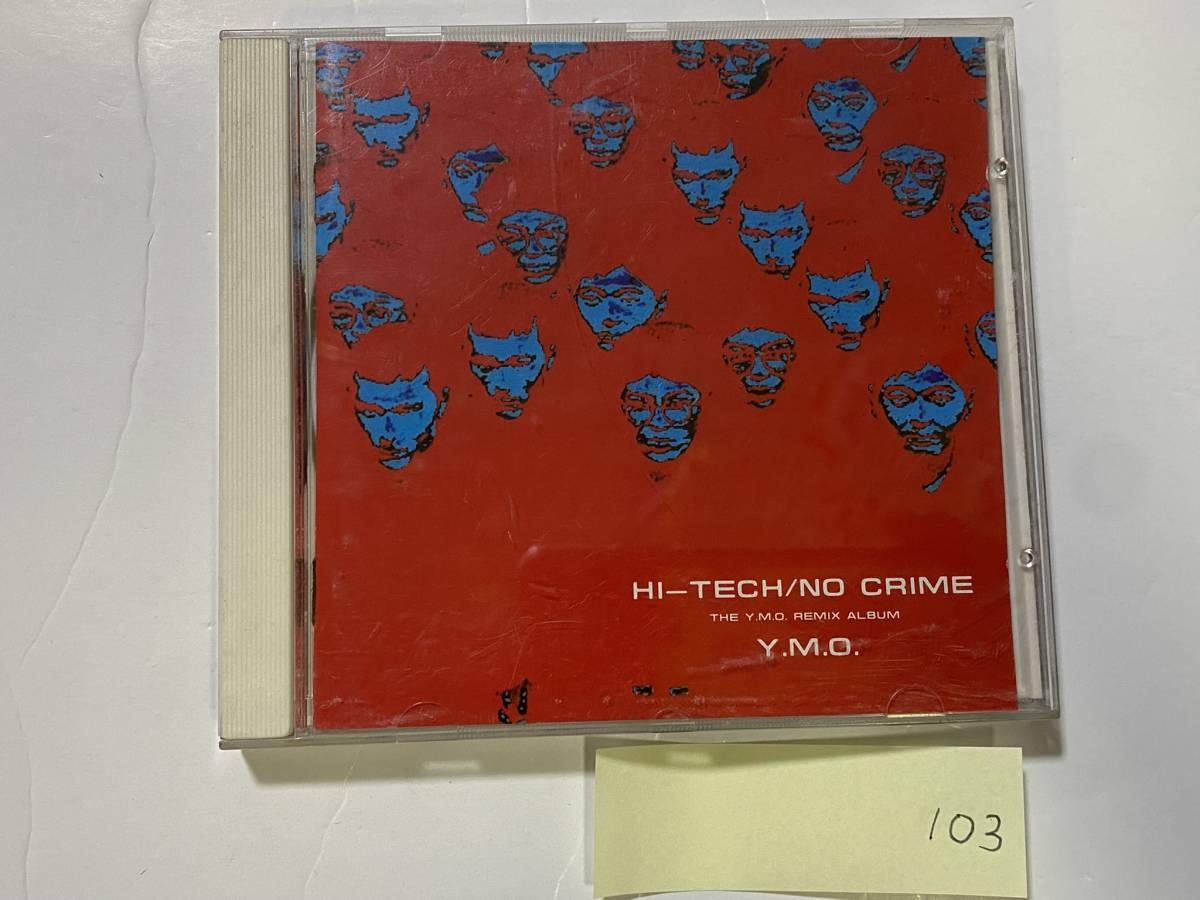 HI-TECH/NO CRIME
THE Y.M.O. REMIX ALBUM
Y.M.O.
103